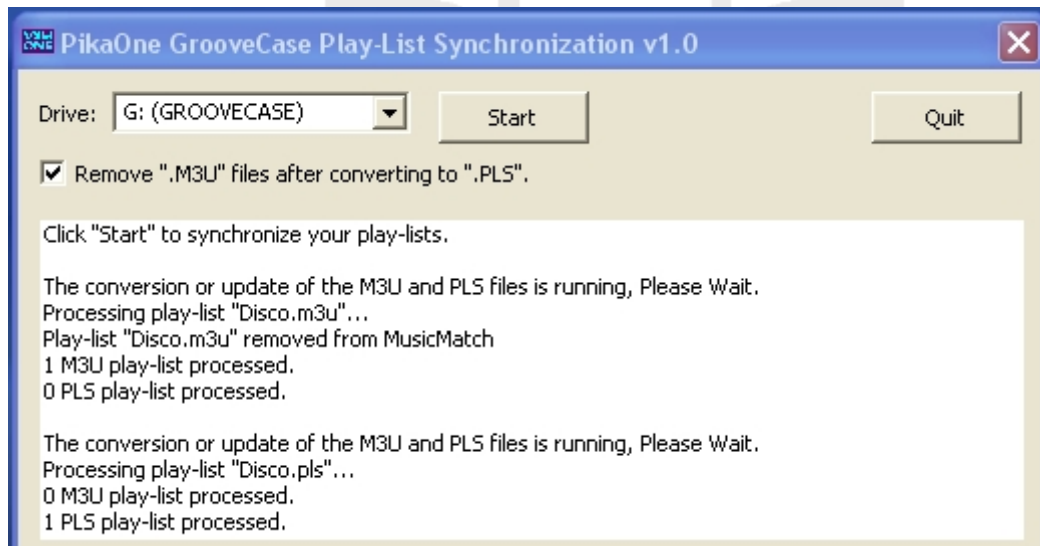 PikaOne GrooveCase Play-List Synchronization v1.0
Drive: G: (GROOVECASE) Start Quit
Remove ".M3U" files after converting to ".PLS".
Click "Start" to synchronize your play-lists.
The conversion or update of the M3U and PLS files is running, Please Wait.
Processing play-list "Disco.m3u"...
Play-list "Disco.m3u" removed from MusicMatch
1 M3U play-list processed.
0 PLS play-list processed.
The conversion or update of the M3U and PLS files is running, Please Wait.
Processing play-list "Disco.pls"...
0 M3U play-list processed.
1 PLS play-list processed.